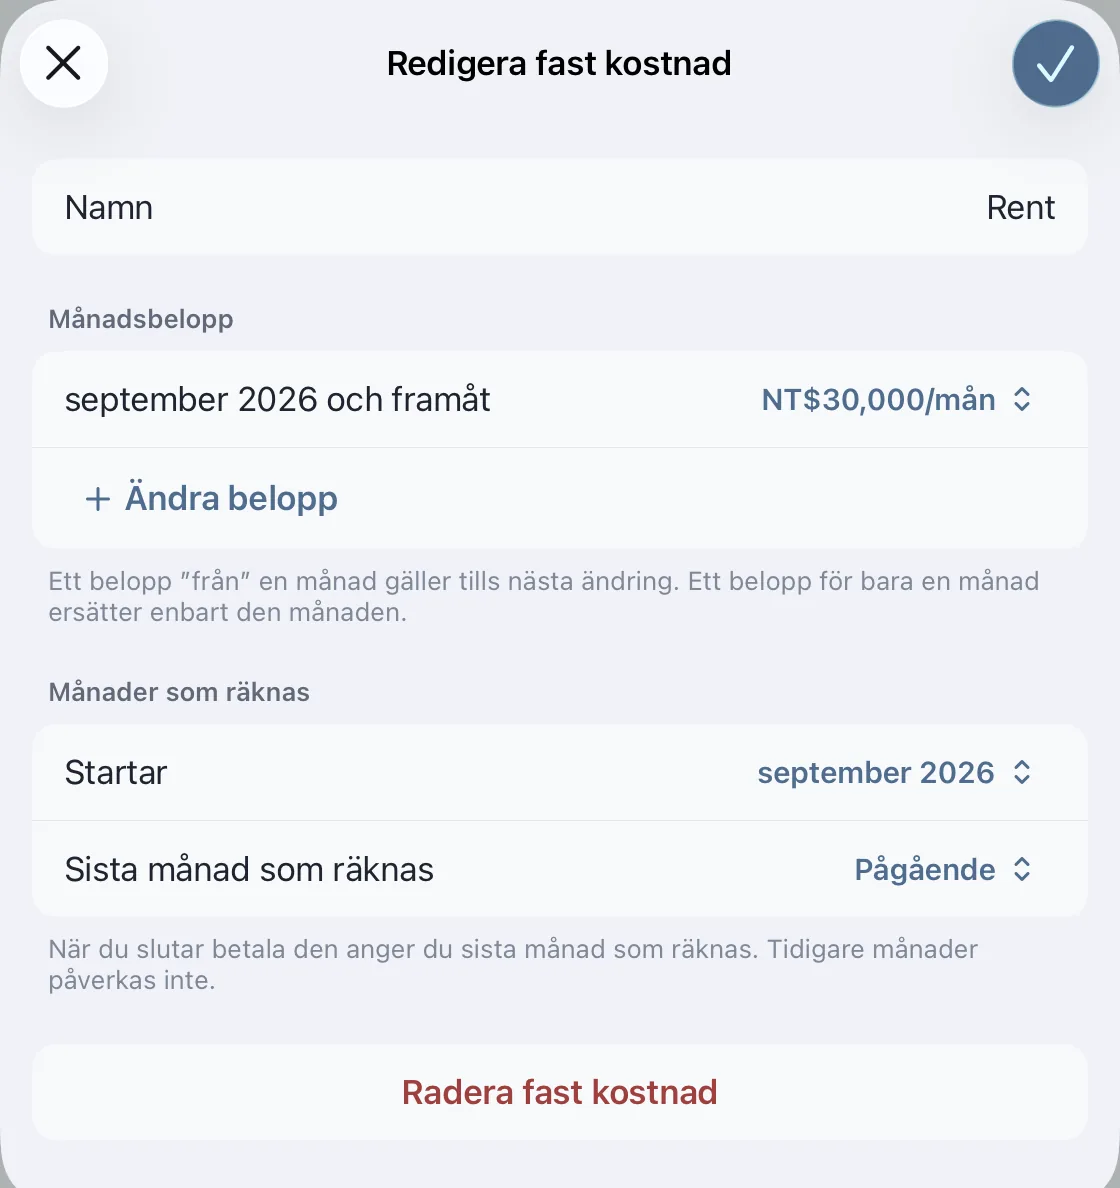 Redigera fast kostnad
Namn
Rent
Månadsbelopp
september 2026 och framåt
NT$30,000/mån
+ Ändra belopp
Ett belopp ”från” en månad gäller tills nästa ändring. Ett belopp för bara en månad
ersätter enbart den månaden.
Månader som räknas
Startar
september 2026
Sista månad som räknas
Pågående
När du slutar betala den anger du sista månad som räknas. Tidigare månader
påverkas inte.
Radera fast kostnad